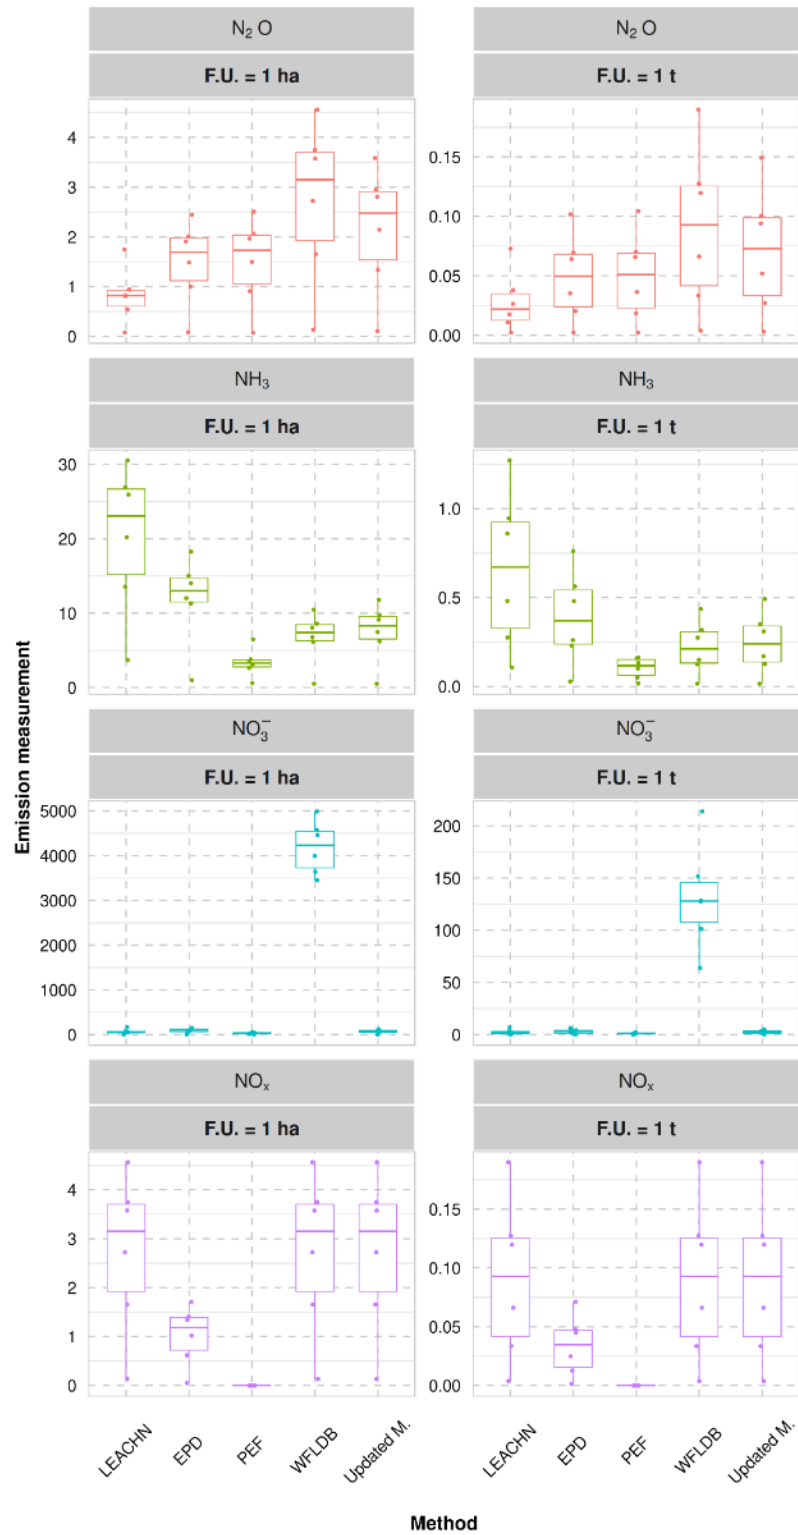 N₂ O
N₂ O
F.U. = 1 ha
F.U. = 1 t
4
3
2
1
0
0.15
0.10
0.05
0.00
NH₃
NH₃
F.U. = 1 ha
F.U. = 1 t
30
20
10
0
1.0
0.5
0.0
NO₃⁻
NO₃⁻
F.U. = 1 ha
F.U. = 1 t
5000
4000
3000
2000
1000
0
200
150
100
50
0
NOₓ
NOₓ
F.U. = 1 ha
F.U. = 1 t
4
3
2
1
0
0.15
0.10
0.05
0.00
Emission measurement
LEACHN
EPD
PEF
WFLDB
Updated M.
LEACHN
EPD
PEF
WFLDB
Updated M.
Method